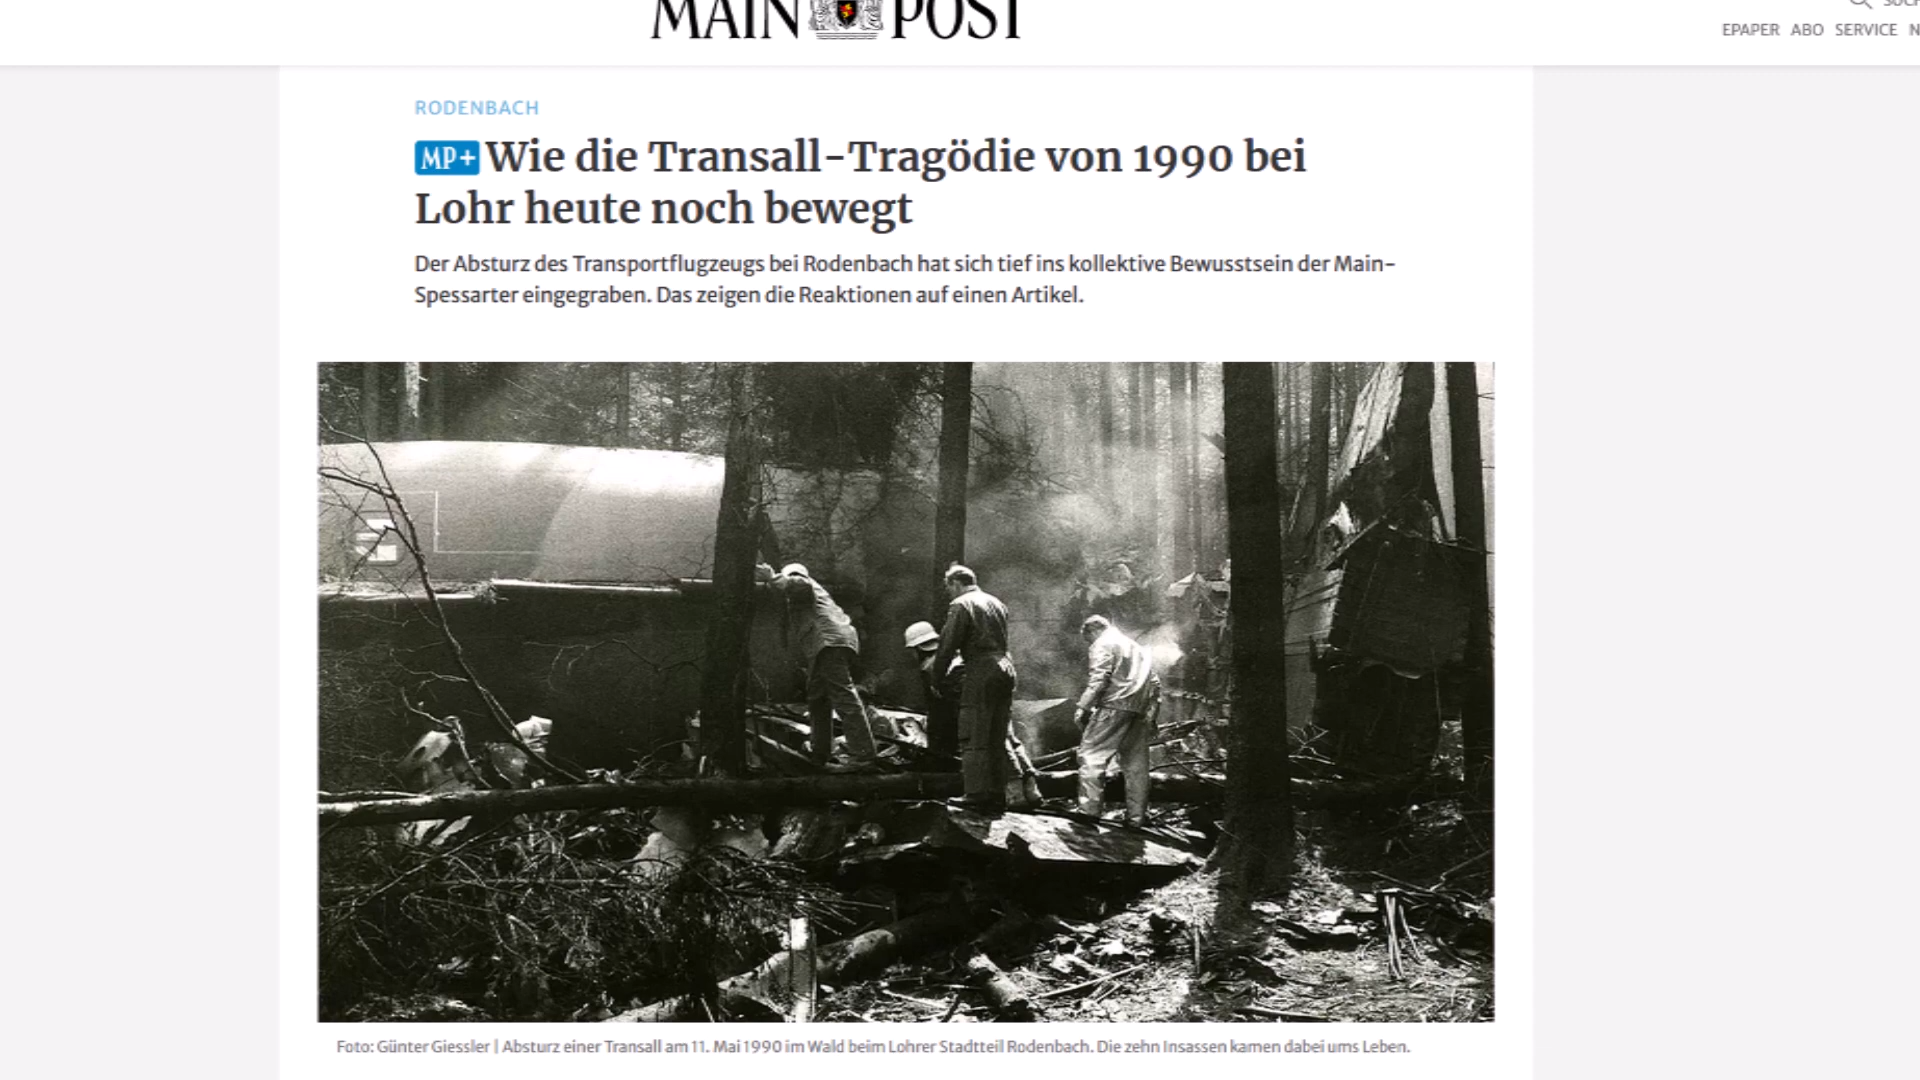 MAIN POST
EPAPER ABO SERVICE
RODENBACH
MP+ Wie die Transall-Tragödie von 1990 bei
Lohr heute noch bewegt
Der Absturz des Transportflugzeugs bei Rodenbach hat sich tief ins kollektive Bewusstsein der Main-
Spessarter eingegraben. Das zeigen die Reaktionen auf einen Artikel.
Foto: Günter Giessler | Absturz einer Transall am 11. Mai 1990 im Wald beim Lohrer Stadtteil Rodenbach. Die zehn Insassen kamen dabei ums Leben.